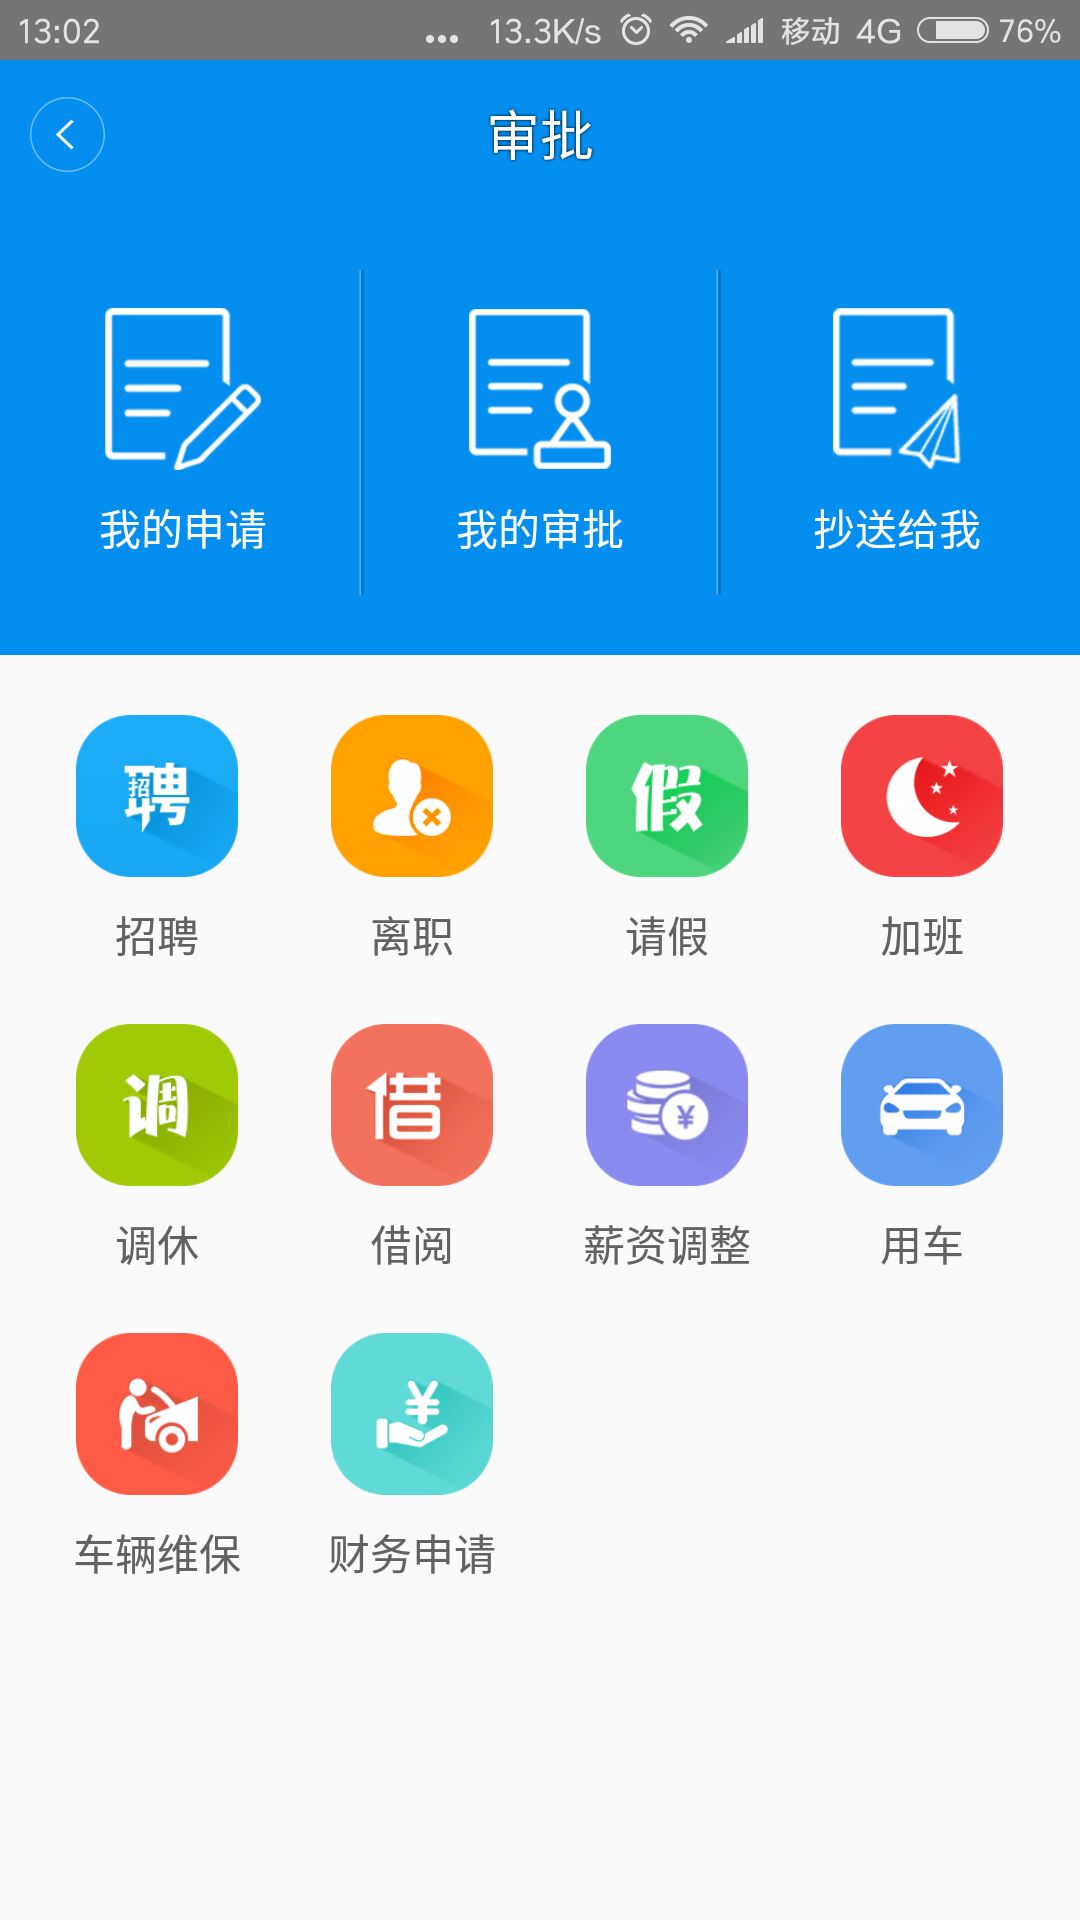 13:02 ... 13.3K/s 移动 4G 76%
审批
我的申请 我的审批 抄送给我
招聘 假
招聘 离职 请假 加班
调 借 ¥
调休 借阅 薪资调整 用车
¥
车辆维保 财务申请